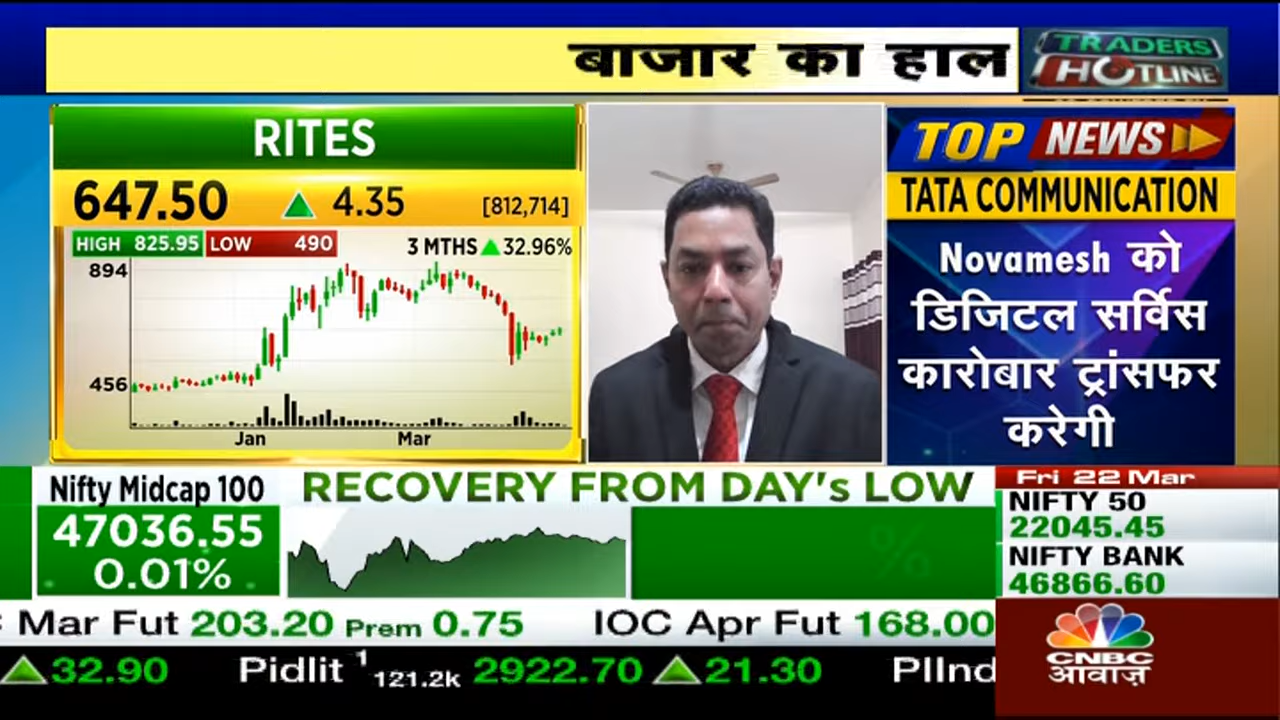 बाजार का हाल
TRADERS
HOTLINE
RITES
647.50 ▲ 4.35 [812,714]
HIGH 825.95 LOW 490 3 MTHS ▲ 32.96%
894
456
Jan Mar
TOP NEWS
TATA COMMUNICATION
Novamesh को
डिजिटल सर्विस
कारोबार ट्रांसफर
करेगी
Nifty Midcap 100
47036.55
0.01%
RECOVERY FROM DAY's LOW
%
Fri 22 Mar
NIFTY 50
22045.45
NIFTY BANK
46866.60
Mar Fut 203.20 Prem 0.75 IOC Apr Fut 168.00
▲32.90 Pidlit 1 121.2k 2922.70 ▲21.30 PIInd
CNBC
आवाज़